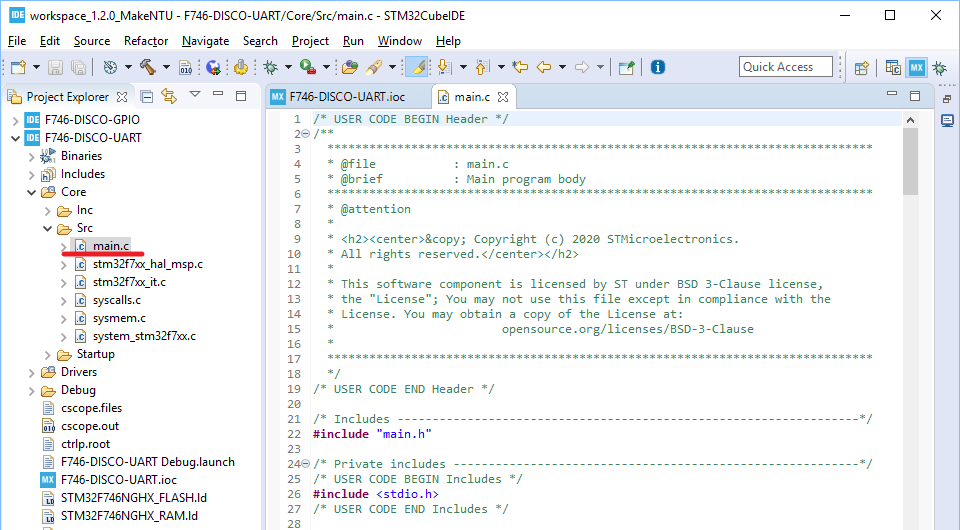 IDE workspace_1.2.0_MakeNTU - F746-DISCO-UART/Core/Src/main.c - STM32CubeIDE
File Edit Source Refactor Navigate Search Project Run Window Help
010
Quick Access
MX
Project Explorer
IDE F746-DISCO-GPIO
IDE F746-DISCO-UART
Binaries
Includes
Core
Inc
Src
main.c
stm32f7xx_hal_msp.c
stm32f7xx_it.c
syscalls.c
sysmem.c
system_stm32f7xx.c
Startup
Drivers
Debug
cscope.files
cscope.out
ctrlp.root
F746-DISCO-UART Debug.launch
MX F746-DISCO-UART.ioc
STM32F746NGHX_FLASH.ld
STM32F746NGHX_RAM.ld
MX F746-DISCO-UART.ioc
main.c
1 /* USER CODE BEGIN Header */
2 /**
3 ******************************************************************************
4 * @file : main.c
5 * @brief : Main program body
6 ******************************************************************************
7 * @attention
8 *
9 * <h2><center>&copy; Copyright (c) 2020 STMicroelectronics.
10 * All rights reserved.</center></h2>
11 *
12 * This software component is licensed by ST under BSD 3-Clause license,
13 * the "License"; You may not use this file except in compliance with the
14 * License. You may obtain a copy of the License at:
15 * opensource.org/licenses/BSD-3-Clause
16 *
17 ******************************************************************************
18 */
19 /* USER CODE END Header */
20
21 /* Includes ------------------------------------------------------------------*/
22 #include "main.h"
23
24 /* Private includes ----------------------------------------------------------*/
25 /* USER CODE BEGIN Includes */
26 #include <stdio.h>
27 /* USER CODE END Includes */
28